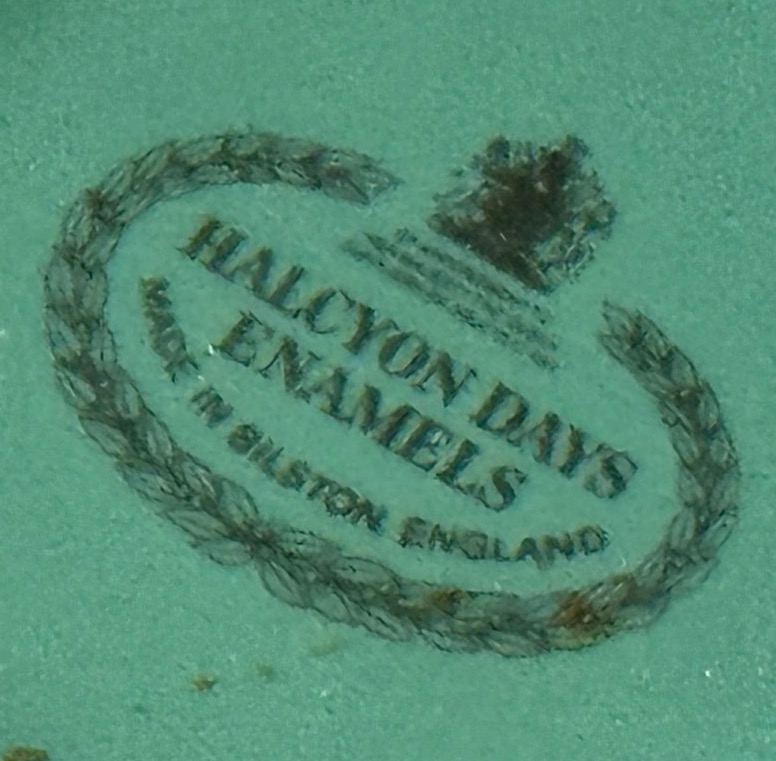 HALCYON DAYS
ENAMELS
MADE IN BILSTON ENGLAND